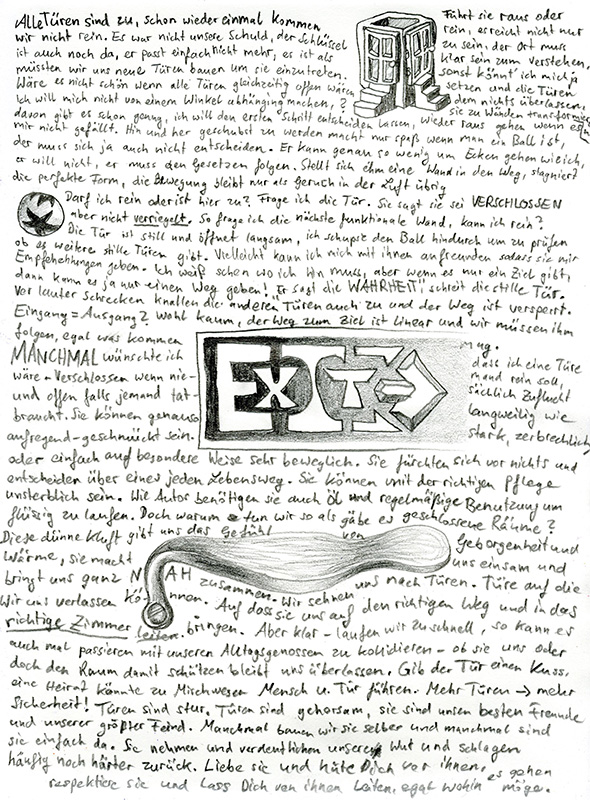 Alle Türen sind zu, schon wieder einmal kommen
wir nicht rein. Es war nicht unsere Schuld, der Schlüssel
ist auch noch da, er passt einfach nicht mehr, es ist als
müssten wir uns neue Türen bauen um sie einzutreten.
Wäre es nicht schön wenn alle Türen gleichzeitig offen wären?
Ich will mich nicht von einem Winkel abhängig machen,
Führt sie raus oder
rein, es reicht nicht nur
zu sein, der Ort muss
klar sein zum verstehen,
sonst könnt ich mich ja
setzen und die Türen
dem nichts überlassen,
sie zu Wänden transformieren
davon gibt es schon genug, ich will den ersten Schritt entscheiden lassen, wieder raus gehen wenn es
mir nicht gefällt. Hin und her geschubst zu werden macht nur spaß wenn man ein Ball ist,
der muss sich ja auch nicht entscheiden. Er kann genau so wenig um Ecken gehen wie ich,
er will nicht, er muss den Gesetzen folgen. Stellt sich ihm eine Wand in den Weg, stagniert
die perfekte Form, die Bewegung bleibt nur als Geruch in der Luft übrig
Darf ich rein oder ist hier zu? Frage ich die Tür. Sie sagt sie sei VERSCHLOSSEN
aber nicht verriegelt. So frage ich die nächste funktionale Wand, kann ich rein?
Die Tür ist still und öffnet langsam, ich schups den Ball hindurch um zu prüfen
ob es weitere stille Türen gibt. Vielleicht kann ich mich mit ihnen anfreunden sodass sie mir
Empfehlungen geben. Ich weiß schon wo ich hin muss, aber wenn es nur ein Ziel gibt,
dann kann es ja nur einen Weg geben! Er sagt die WAHRHEIT", schreit die stille Tür.
Vor lauter Schrecken knallen die anderen Türen auch zu und der Weg ist versperrt.
Eingang = Ausgang? Wohl kaum, der Weg zum Ziel ist linear und wir müssen ihm
folgen, egal was kommen mag.
EXIT
MANCHMAL wünschte ich dass ich eine Türe
wäre - Verschlossen wenn niemand rein soll,
und offen falls jemand tatsächlich Zuflucht
braucht. Sie können genauso langweilig wie
aufregend - geschmückt sein. stark, zerbrechlich
oder einfach auf besondere Weise sehr beweglich. Sie fürchten sich vor nichts und
entscheiden über eines jeden Lebensweg. Sie können mit der richtigen Pflege
unsterblich sein. Wie Autos benötigen sie auch Öl und regelmäßige Benutzung um
flüssig zu laufen. Doch warum tun wir so als gäbe es geschlossene Räume?
Diese dünne Kluft gibt uns das Gefühl von Geborgenheit und
Wärme, sie macht uns einsam und
bringt uns ganz NAH zusammen. Wir sehnen uns nach Türen. Türe auf die
wir uns verlassen können. Auf dass sie uns auf den richtigen Weg und in das
richtige Zimmer leiten. bringen. Aber klar - laufen wir zu schnell, so kann es
auch mal passieren mit unseren Alltagsgenossen zu kollidieren - ob sie uns oder
doch den Raum damit schützen bleibt uns überlassen. Gib der Tür einen Kuss,
eine Heirat könnte zu Mischwesen Mensch u. Tür führen. Mehr Türen → mehr
Sicherheit! Türen sind stur, Türen sind gehorsam, sie sind unsen besten Freunde
und unserer größter Feind. Manchmal bauen wir sie selber und manchmal sind
sie einfach da. Sie nehmen und verdeutlichen unsere Wut und schlagen
häufig noch härter zurück. Liebe sie und hüte Dich vor ihnen,
respektiere sie und lass Dich von ihnen leiten, egal wohin es gehen möge.